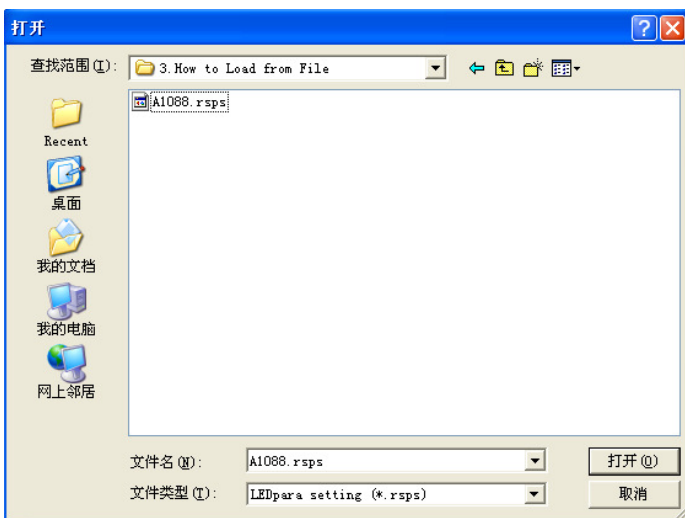 打开
查找范围(I):
3.How to Load from File
A1088.rsps
Recent
桌面
我的文档
我的电脑
网上邻居
文件名(N):
A1088.rsps
打开(O)
文件类型(T):
LEDpara setting (*.rsps)
取消